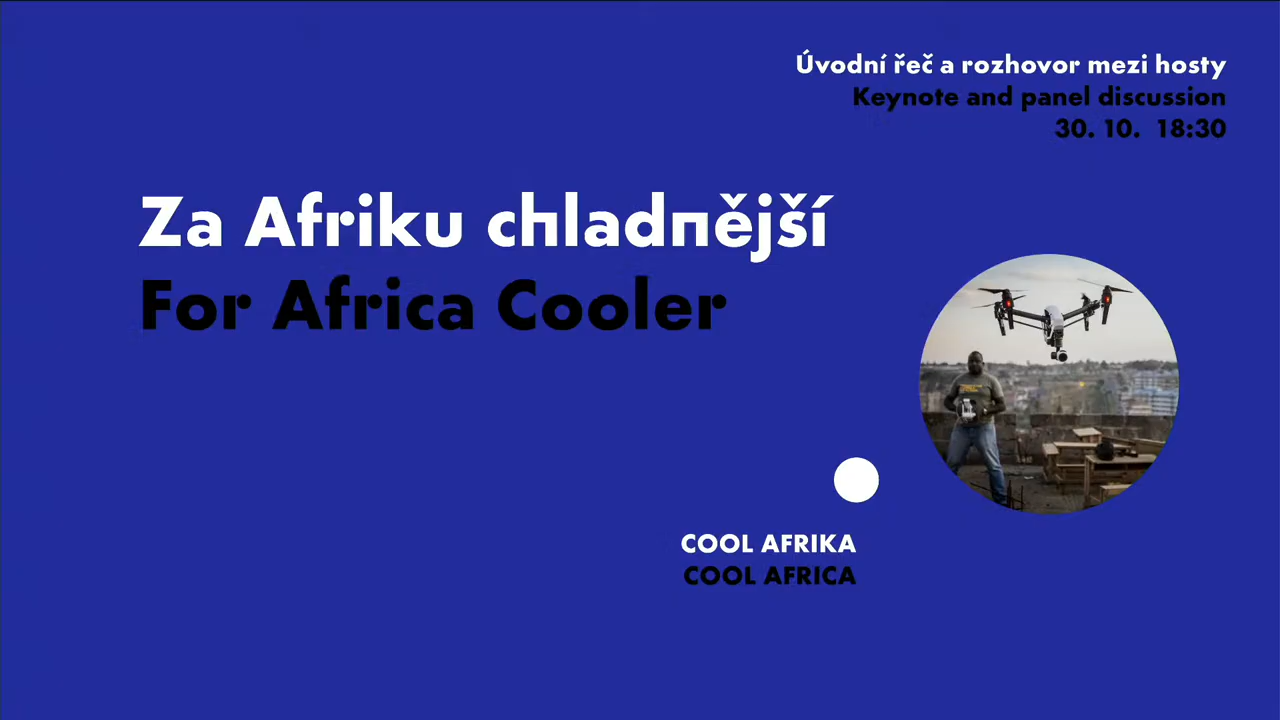 Úvodní řeč a rozhovor mezi hosty
Keynote and panel discussion
30. 10. 18:30
Za Afriku chladnější
For Africa Cooler
COOL AFRIKA
COOL AFRICA